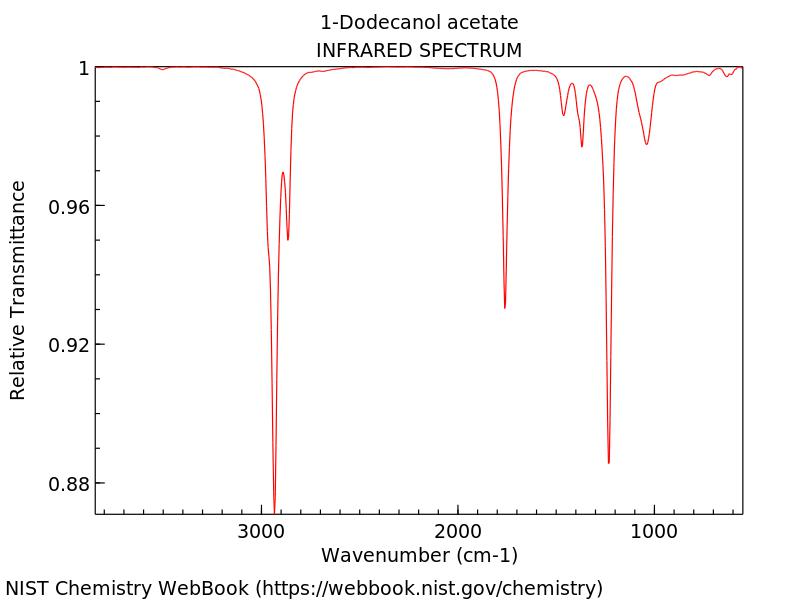 1-Dodecanol acetate
INFRARED SPECTRUM
1
0.96
0.92
0.88
Relative Transmittance
3000 2000 1000
Wavenumber (cm-1)
NIST Chemistry WebBook (https://webbook.nist.gov/chemistry)